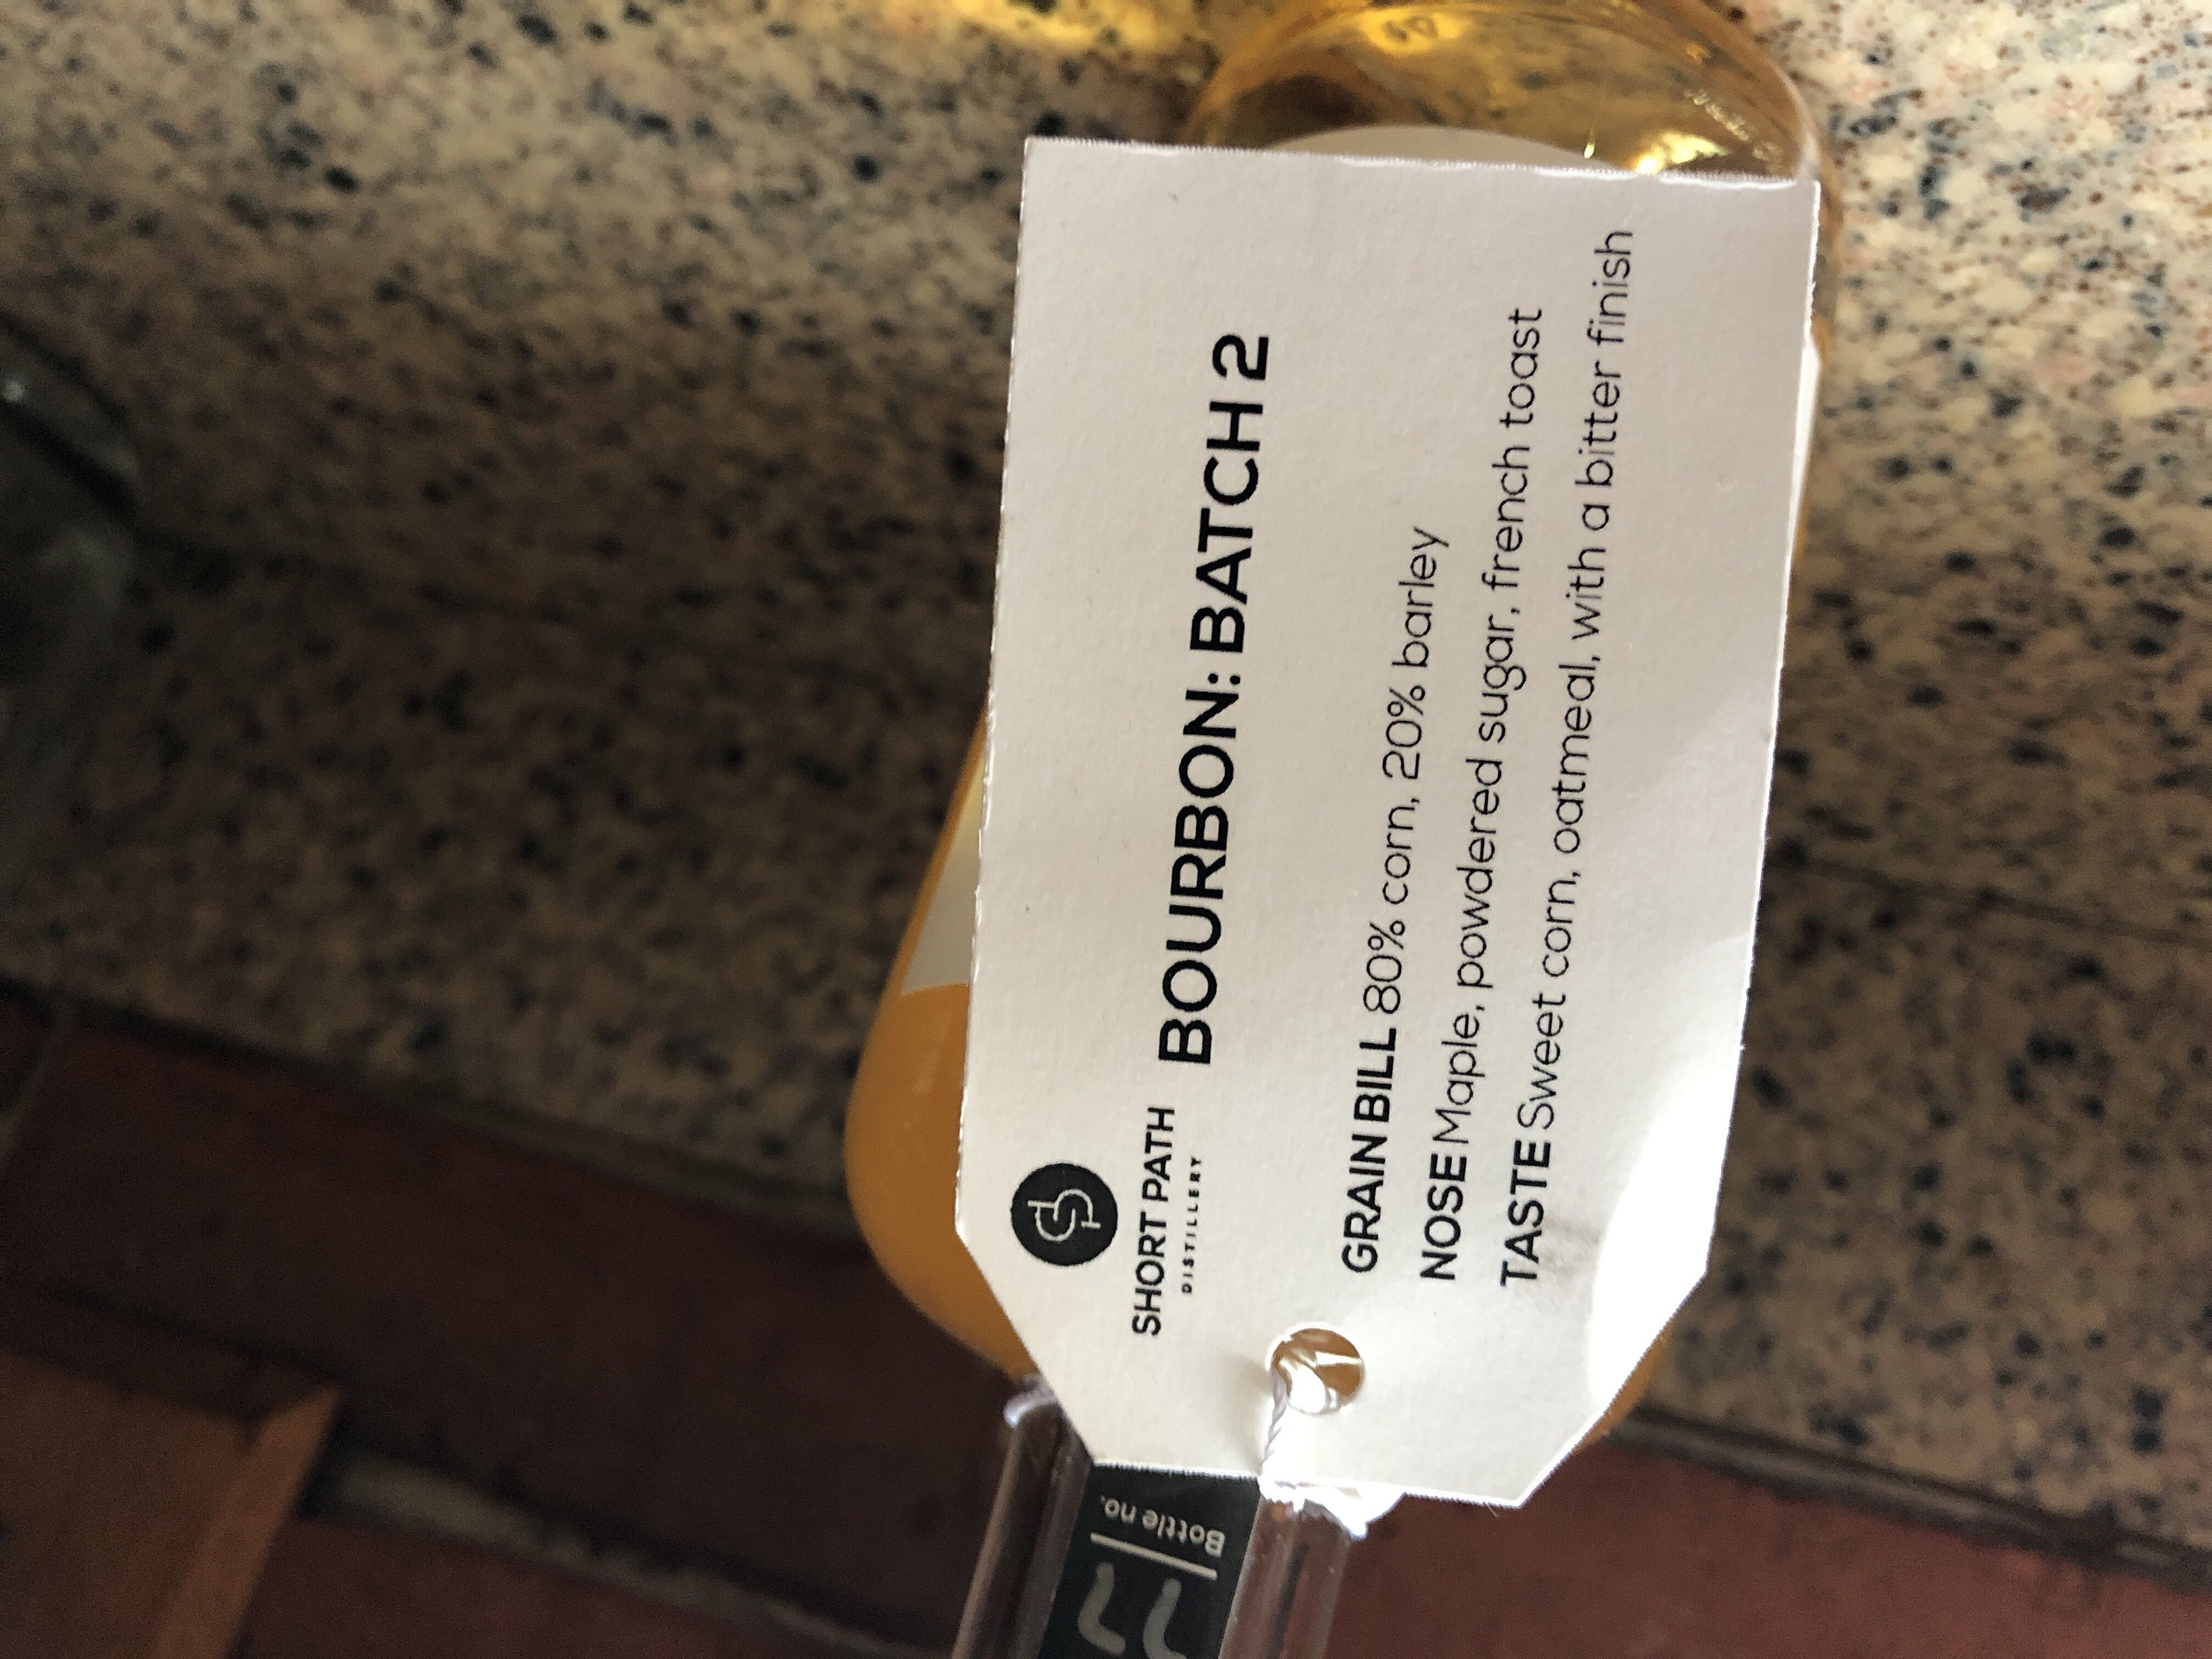 SHORT PATH
DISTILLERY
BOURBON: BATCH 2
GRAIN BILL 80% corn, 20% barley
NOSE Maple, powdered sugar, french toast
TASTE Sweet corn, oatmeal, with a bitter finish
Bottle no.